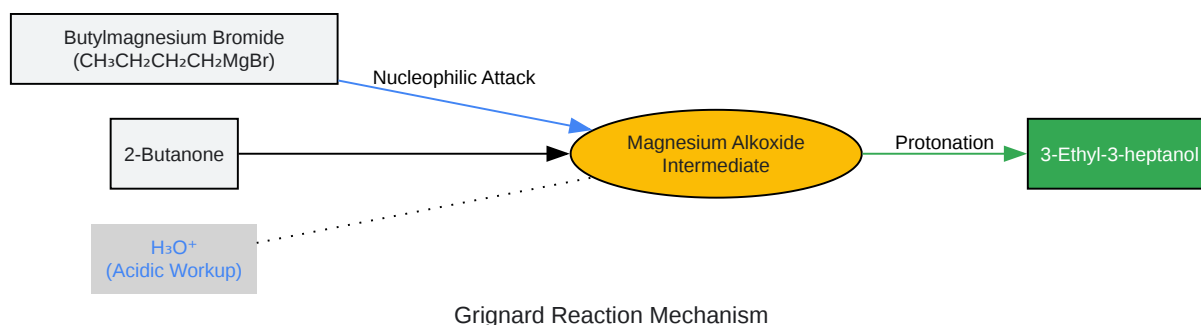 Butylmagnesium Bromide
(CH₃CH₂CH₂CH₂MgBr)
Nucleophilic Attack
2-Butanone
Magnesium Alkoxide
Intermediate
Protonation
3-Ethyl-3-heptanol
H₃O⁺
(Acidic Workup)
Grignard Reaction Mechanism